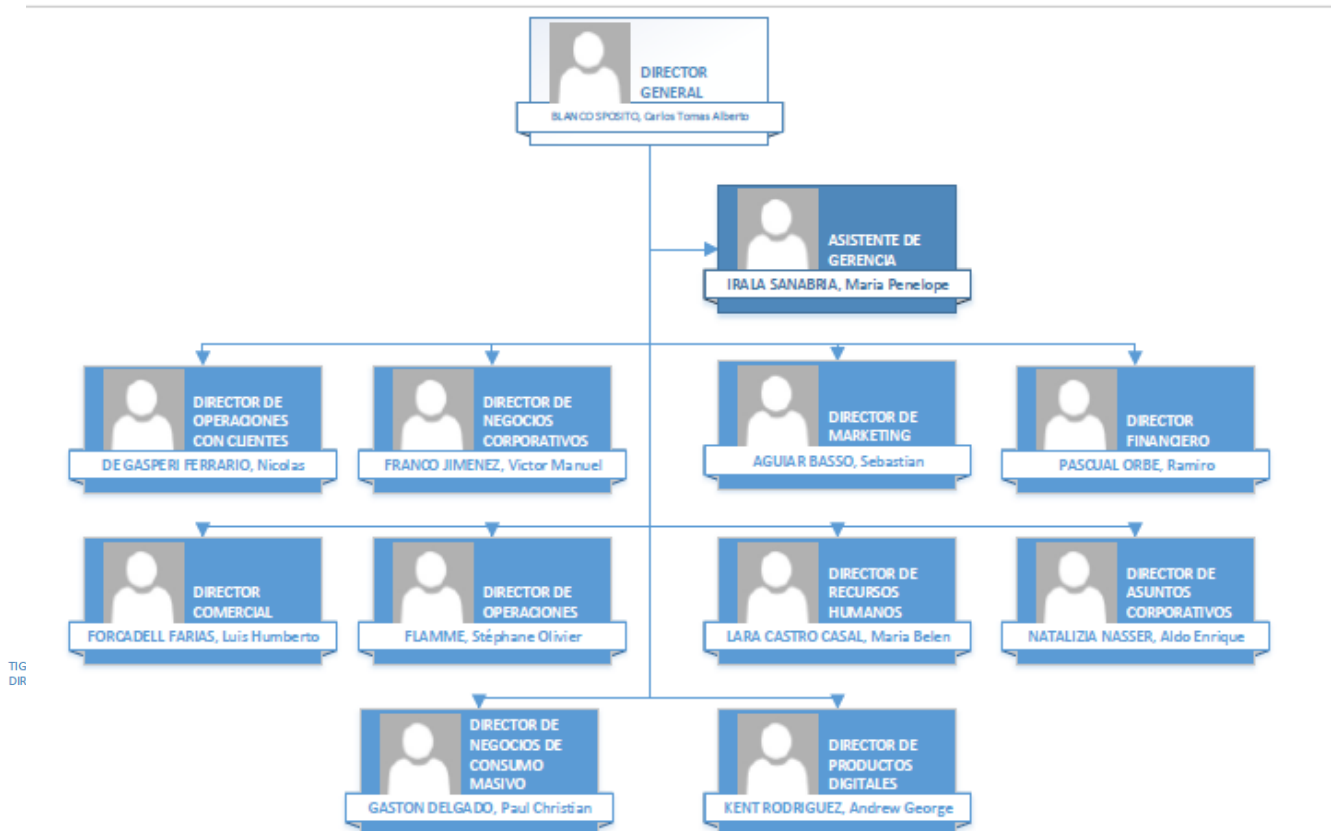 DIRECTOR
GENERAL
BLANCO SPOSITO, Carlos Tomas Alberto
ASISTENTE DE
GERENCIA
IRALA SANABRIA, Maria Penelope
DIRECTOR DE
OPERACIONES
CON CLIENTES
DE GASPERI FERRARIO, Nicolas
DIRECTOR DE
NEGOCIOS
CORPORATIVOS
FRANCO JIMENEZ, Victor Manuel
DIRECTOR DE
MARKETING
AGUIAR BASSO, Sebastian
DIRECTOR
FINANCIERO
PASCUAL ORBE, Ramiro
DIRECTOR
COMERCIAL
FORCADELL FARIAS, Luis Humberto
DIRECTOR DE
OPERACIONES
FLAMME, Stéphane Olivier
DIRECTOR DE
RECURSOS
HUMANOS
LARA CASTRO CASAL, Maria Belen
DIRECTOR DE
ASUNTOS
CORPORATIVOS
NATALIZIA NASSER, Aldo Enrique
TIG
DIR
DIRECTOR DE
NEGOCIOS DE
CONSUMO
MASIVO
GASTON DELGADO, Paul Christian
DIRECTOR DE
PRODUCTOS
DIGITALES
KENT RODRIGUEZ, Andrew George